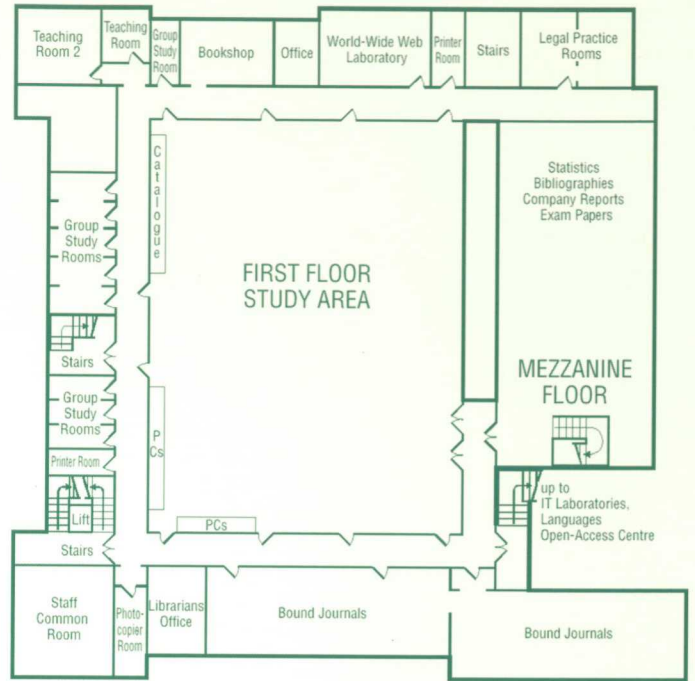 Teaching
Room 2
Teaching
Room
Group
Study
Room
Bookshop
Office
World-Wide Web
Laboratory
Printer
Room
Stairs
Legal Practice
Rooms
Catalogue
Statistics
Bibliographies
Company Reports
Exam Papers
Group
Study
Rooms
FIRST FLOOR
STUDY AREA
Stairs
MEZZANINE
FLOOR
Group
Study
Rooms
PCs
Printer Room
Lift
PCs
up to
IT Laboratories,
Languages
Open-Access Centre
Stairs
Staff
Common
Room
Photo-
copier
Room
Librarians
Office
Bound Journals
Bound Journals